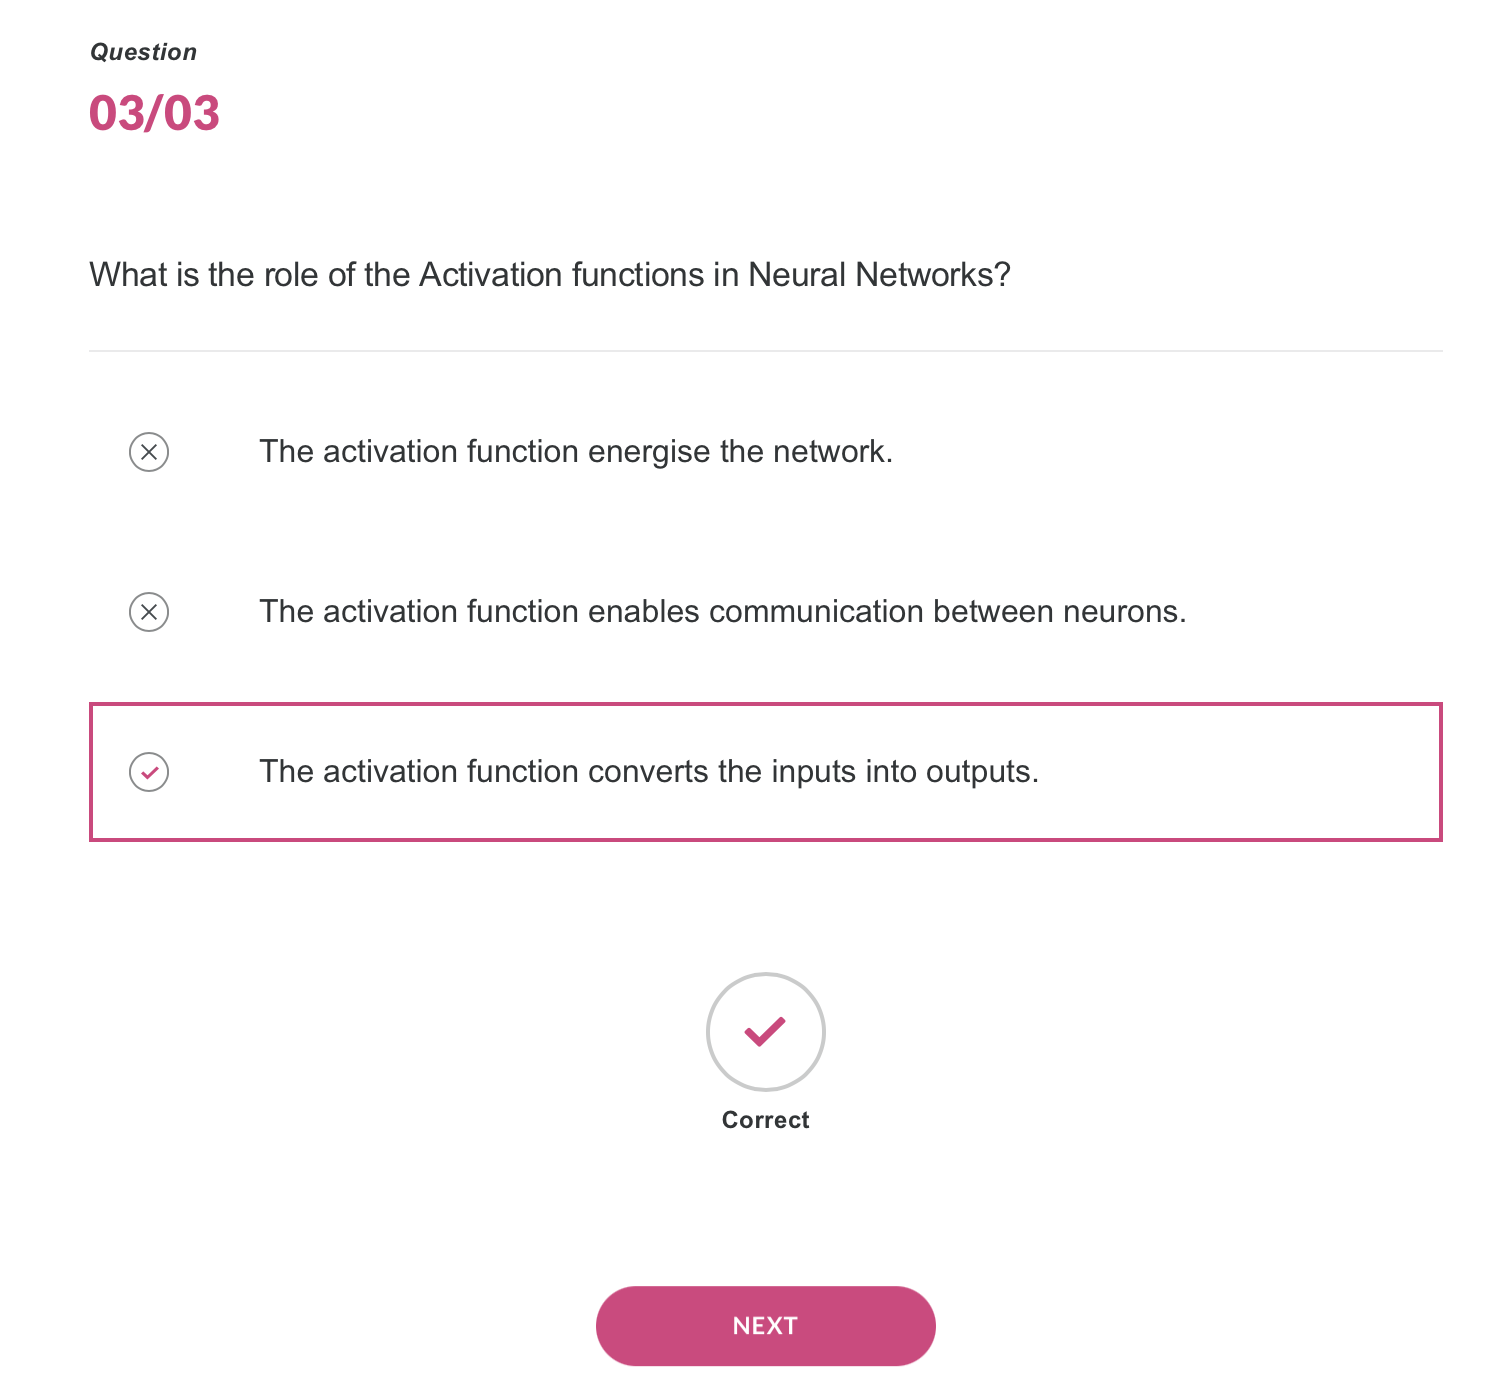 Question
03/03
What is the role of the Activation functions in Neural Networks?
The activation function energise the network.
The activation function enables communication between neurons.
The activation function converts the inputs into outputs.
Correct
NEXT